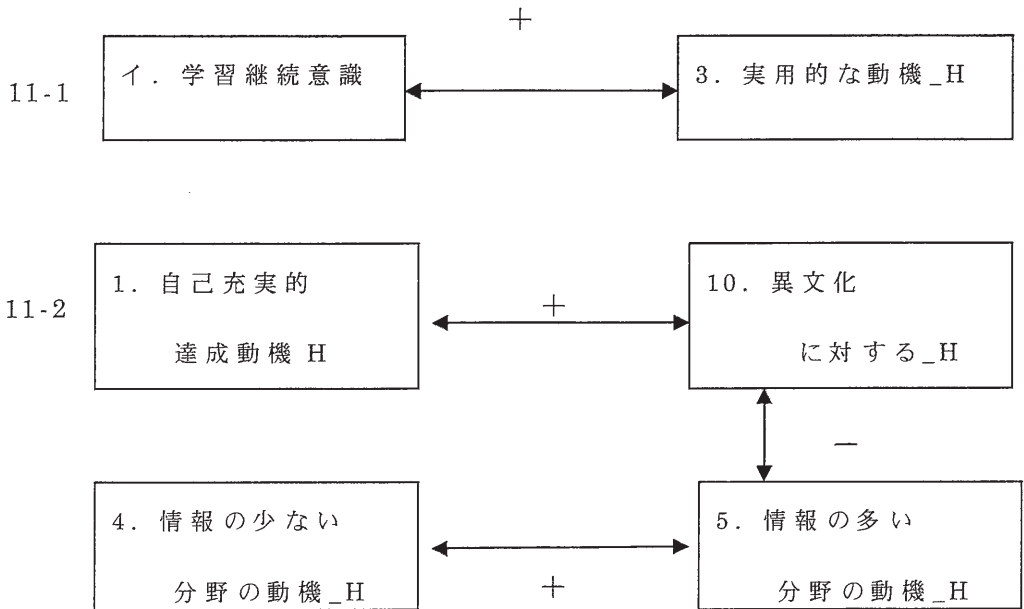 +
11-1
イ. 学習継続意識
3. 実用的な動機_H
11-2
1. 自己充実的
達成動機 H
+
10. 異文化
に対する_H
−
4. 情報の少ない
分野の動機_H
+
5. 情報の多い
分野の動機_H